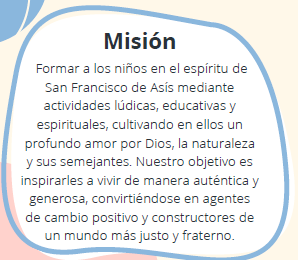 Misión
Formar a los niños en el espíritu de
San Francisco de Asís mediante
actividades lúdicas, educativas y
espirituales, cultivando en ellos un
profundo amor por Dios, la naturaleza
y sus semejantes. Nuestro objetivo es
inspirarles a vivir de manera auténtica y
generosa, convirtiéndose en agentes
de cambio positivo y constructores de
un mundo más justo y fraterno.